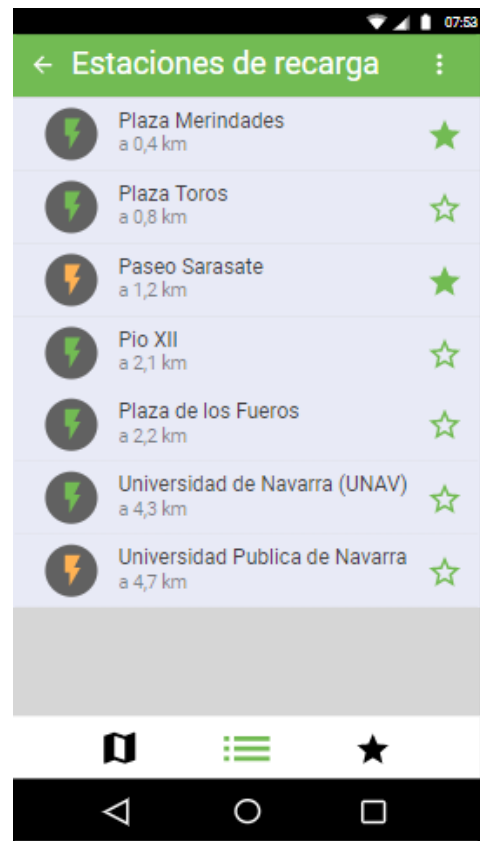 07:53
Estaciones de recarga
Plaza Merindades
a 0,4 km
Plaza Toros
a 0,8 km
Paseo Sarasate
a 1,2 km
Pio XII
a 2,1 km
Plaza de los Fueros
a 2,2 km
Universidad de Navarra (UNAV)
a 4,3 km
Universidad Publica de Navarra
a 4,7 km